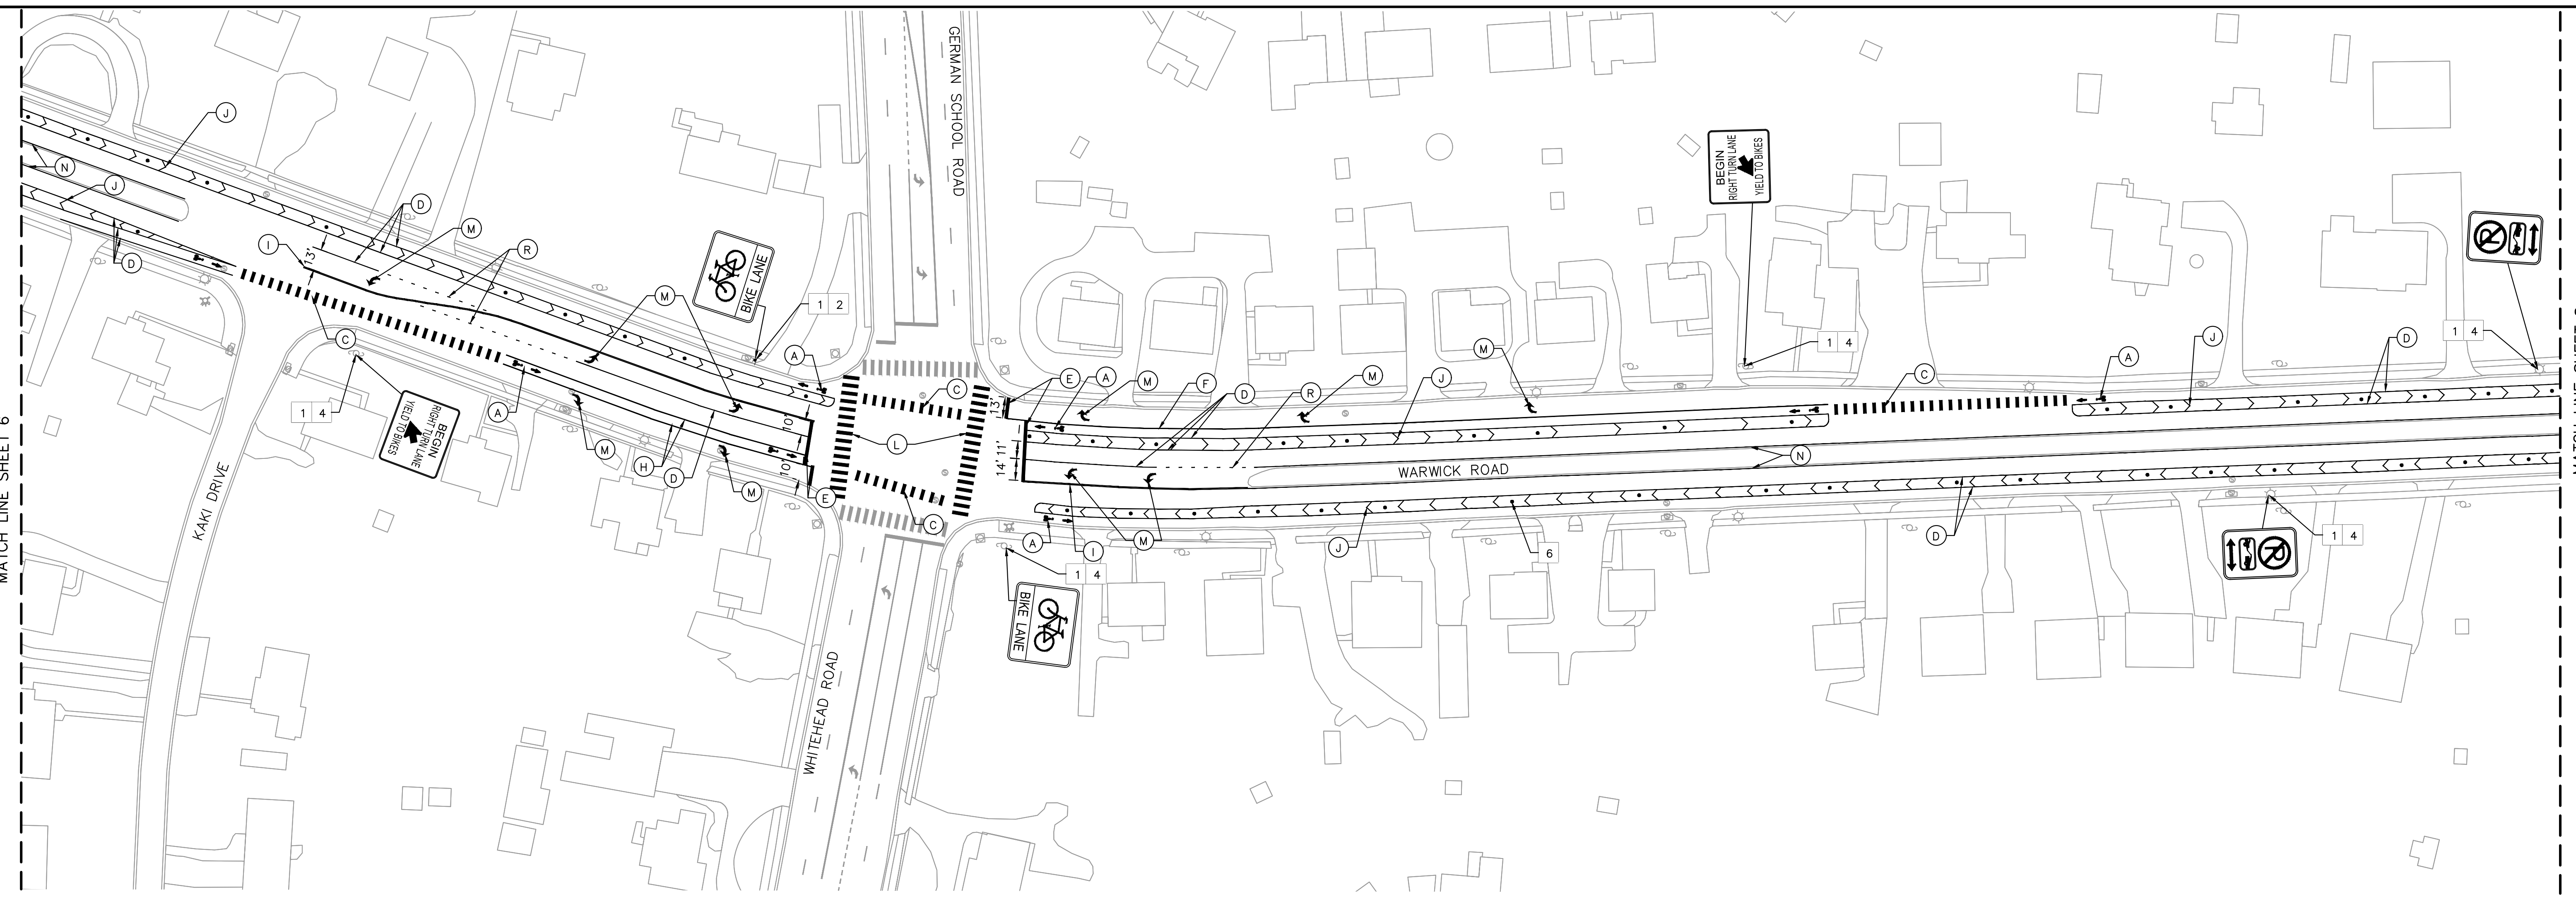 MATCH LINE SHEET 6
J
N
J
D
D
I
13'
M
R
C
BIKE LANE
1 2
M
A
GERMAN SCHOOL ROAD
KAKI DRIVE
1 4
BEGIN
RIGHT TURN LANE
YIELD TO BIKES
A
M
H
D
M
10'
10'
E
C
L
C
WHITEHEAD ROAD
13'
E
A
M
F
D
R
M
J
M
14' 11'
WARWICK ROAD
N
A
I
M
1 4
BIKE LANE
J
6
BEGIN
RIGHT TURN LANE
YIELD TO BIKES
1 4
C
A
J
D
1 4
P
D
1 4
P